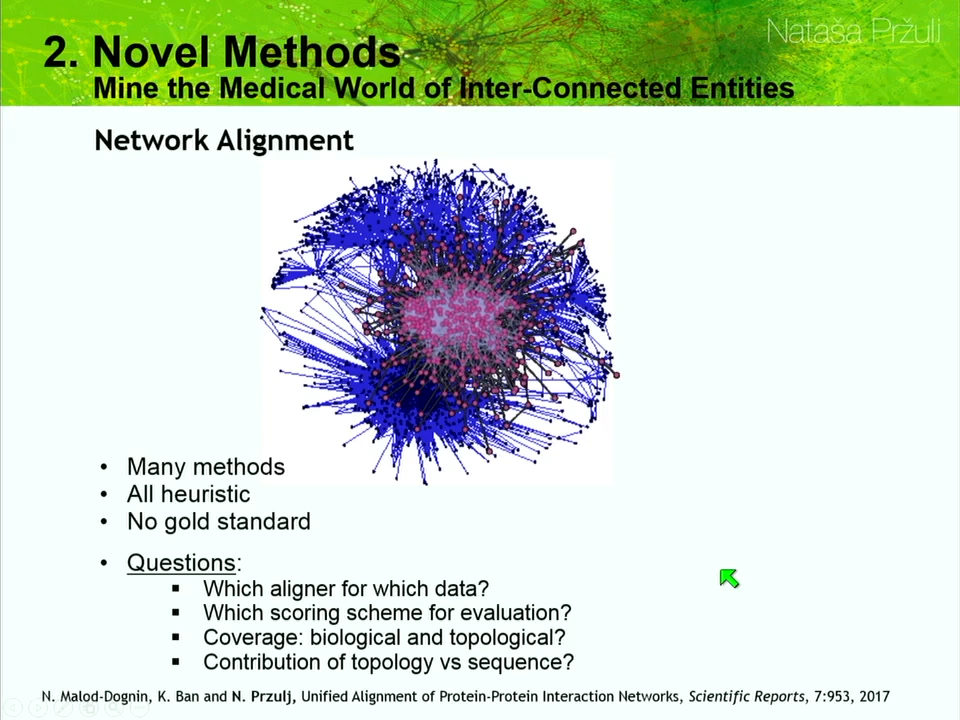 Nataša Pržulj
2. Novel Methods
Mine the Medical World of Inter-Connected Entities
Network Alignment
• Many methods
• All heuristic
• No gold standard
• Questions:
▪ Which aligner for which data?
▪ Which scoring scheme for evaluation?
▪ Coverage: biological and topological?
▪ Contribution of topology vs sequence?
N. Malod-Dognin, K. Ban and N. Przulj, Unified Alignment of Protein-Protein Interaction Networks, Scientific Reports, 7:953, 2017